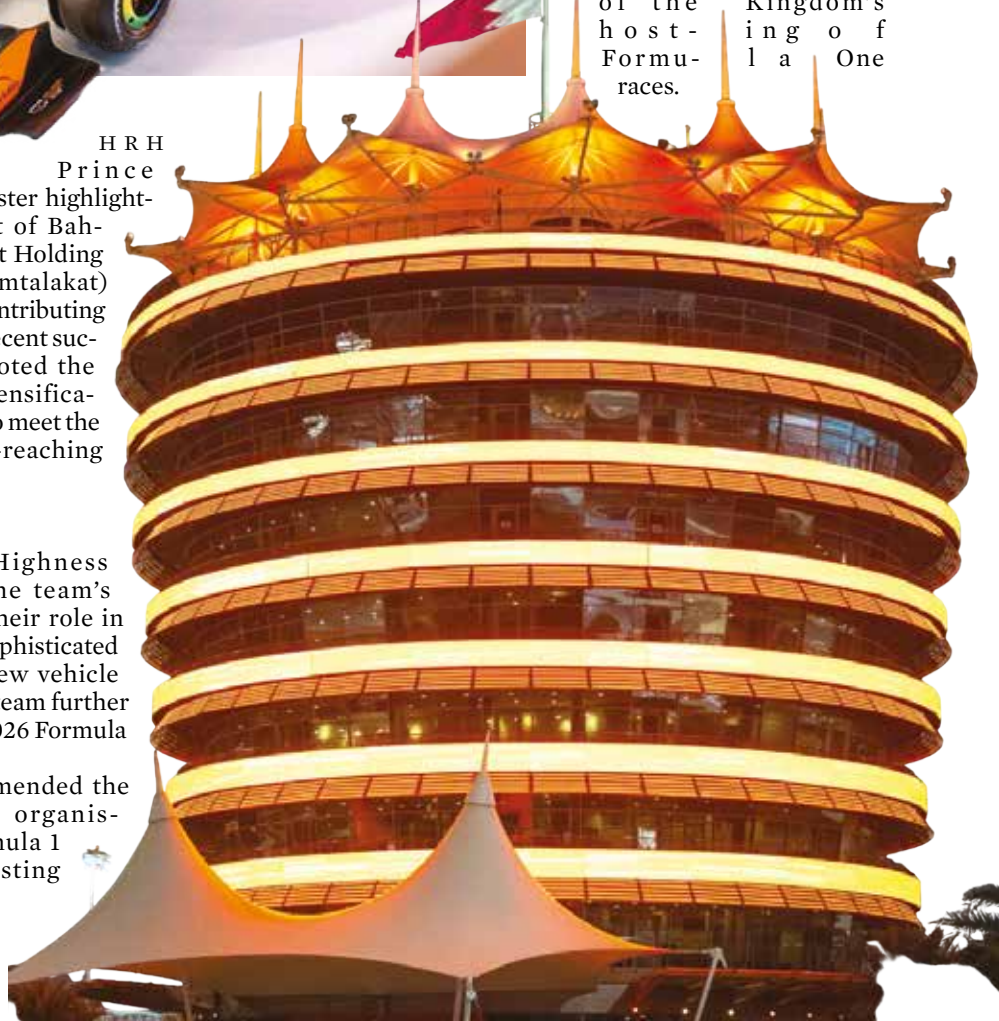 of the Kingdom's
host- ing of
Formu- la One
races.
HRH
Prince
ster highlight-
t of Bah-
t Holding
mtalakat)
ntributing
ecent suc-
oted the
ensifica-
o meet the
-reaching
Highness
he team's
heir role in
phisticated
ew vehicle
eam further
026 Formula
mended the
organis-
mula 1
sting